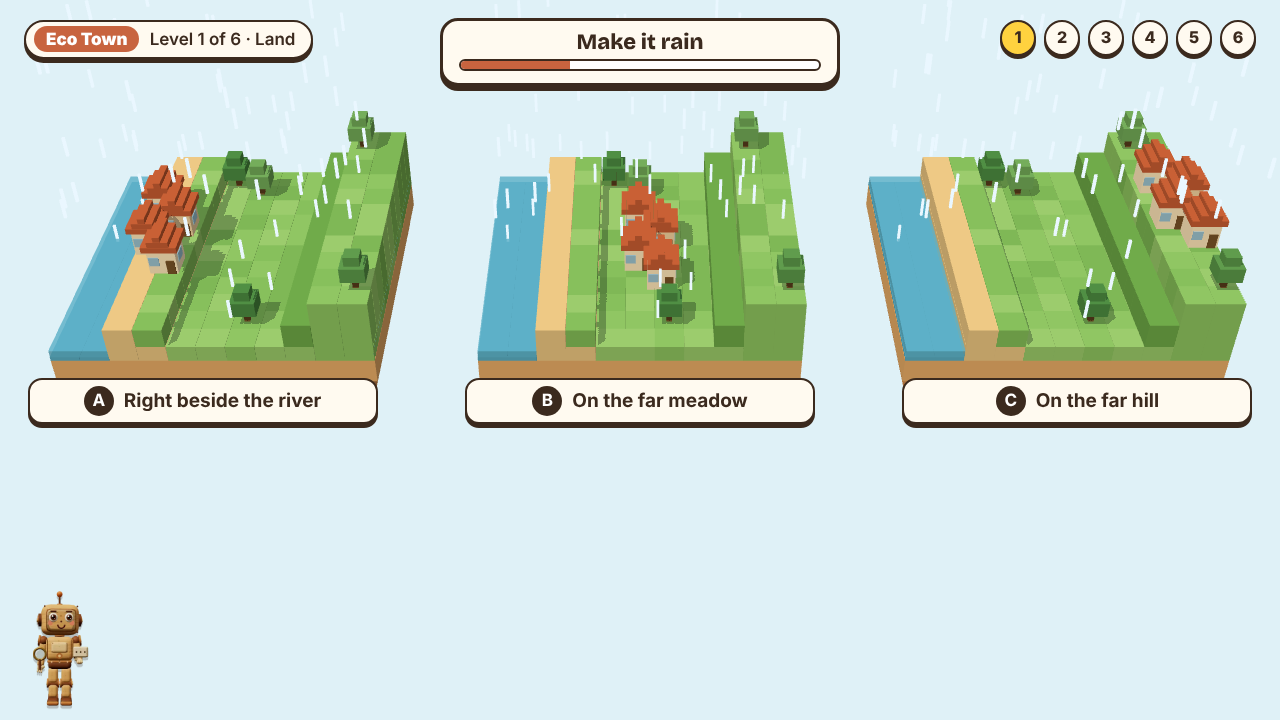 Eco Town Level 1 of 6 · Land
Make it rain
1 2 3 4 5 6
A Right beside the river
B On the far meadow
C On the far hill